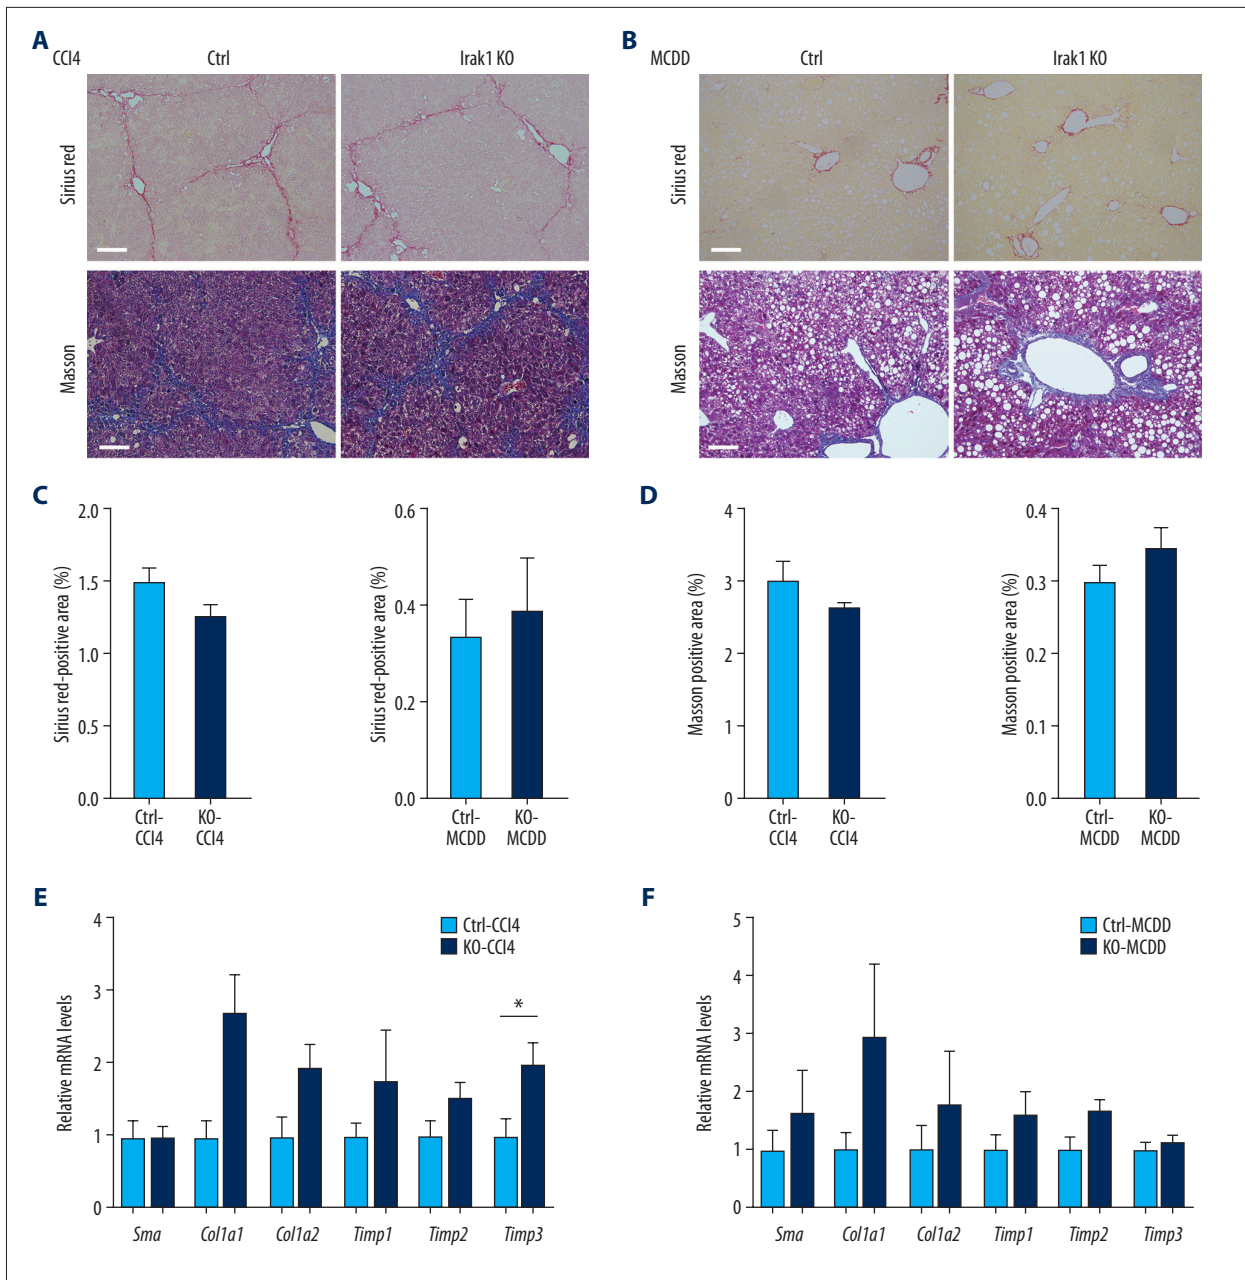 A
B
CCl4
Ctrl
Irak1 KO
MCDD
Ctrl
Irak1 KO
Sirius red
Sirius red
Masson
Masson
C
D
Sirius red-positive area (%)
2.0
1.5
1.0
0.5
0.0
Ctrl-
CCl4
KO-
CCl4
Sirius red-positive area (%)
0.6
0.4
0.2
0.0
Ctrl-
MCDD
KO-
MCDD
Masson positive area (%)
4
3
2
1
0
Ctrl-
CCl4
KO-
CCl4
Masson positive area (%)
0.4
0.3
0.2
0.1
0.0
Ctrl-
MCDD
KO-
MCDD
E
Relative mRNA levels
4
3
2
1
0
Ctrl-CCl4
KO-CCl4
*
Sma
Col1a1
Col1a2
Timp1
Timp2
Timp3
F
Relative mRNA levels
5
4
3
2
1
0
Ctrl-MCDD
KO-MCDD
Sma
Col1a1
Col1a2
Timp1
Timp2
Timp3